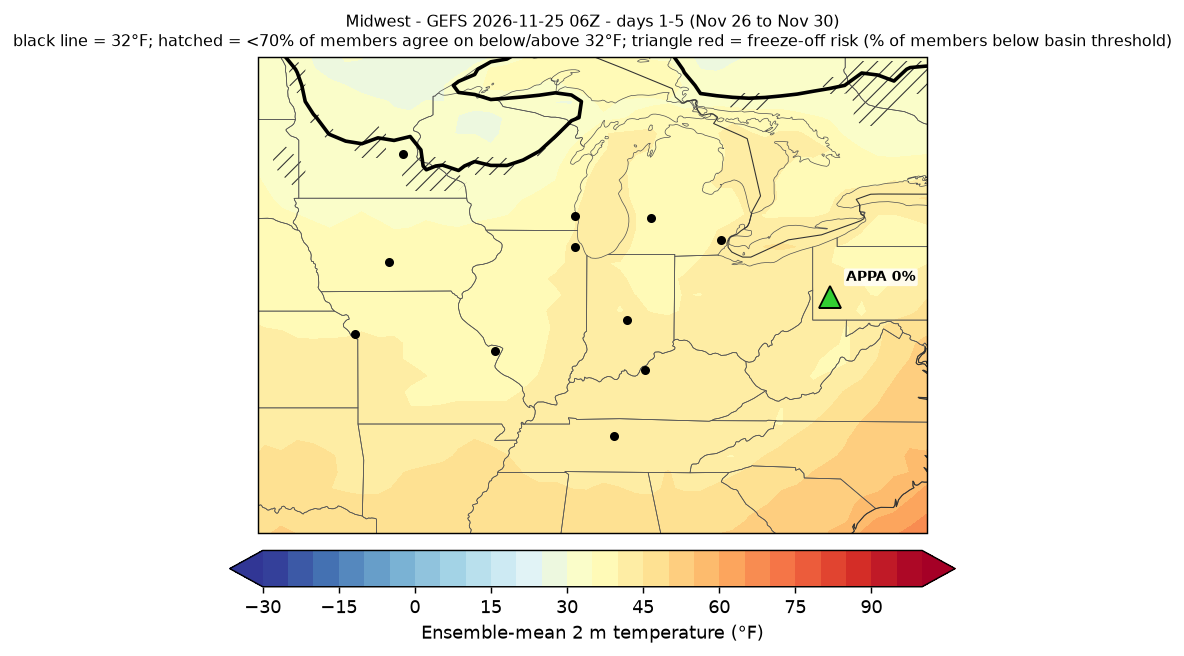 Midwest - GEFS 2026-11-25 06Z - days 1-5 (Nov 26 to Nov 30)
black line = 32°F; hatched = <70% of members agree on below/above 32°F; triangle red = freeze-off risk (% of members below basin threshold)
APPA 0%
−30 −15 0 15 30 45 60 75 90
Ensemble-mean 2 m temperature (°F)